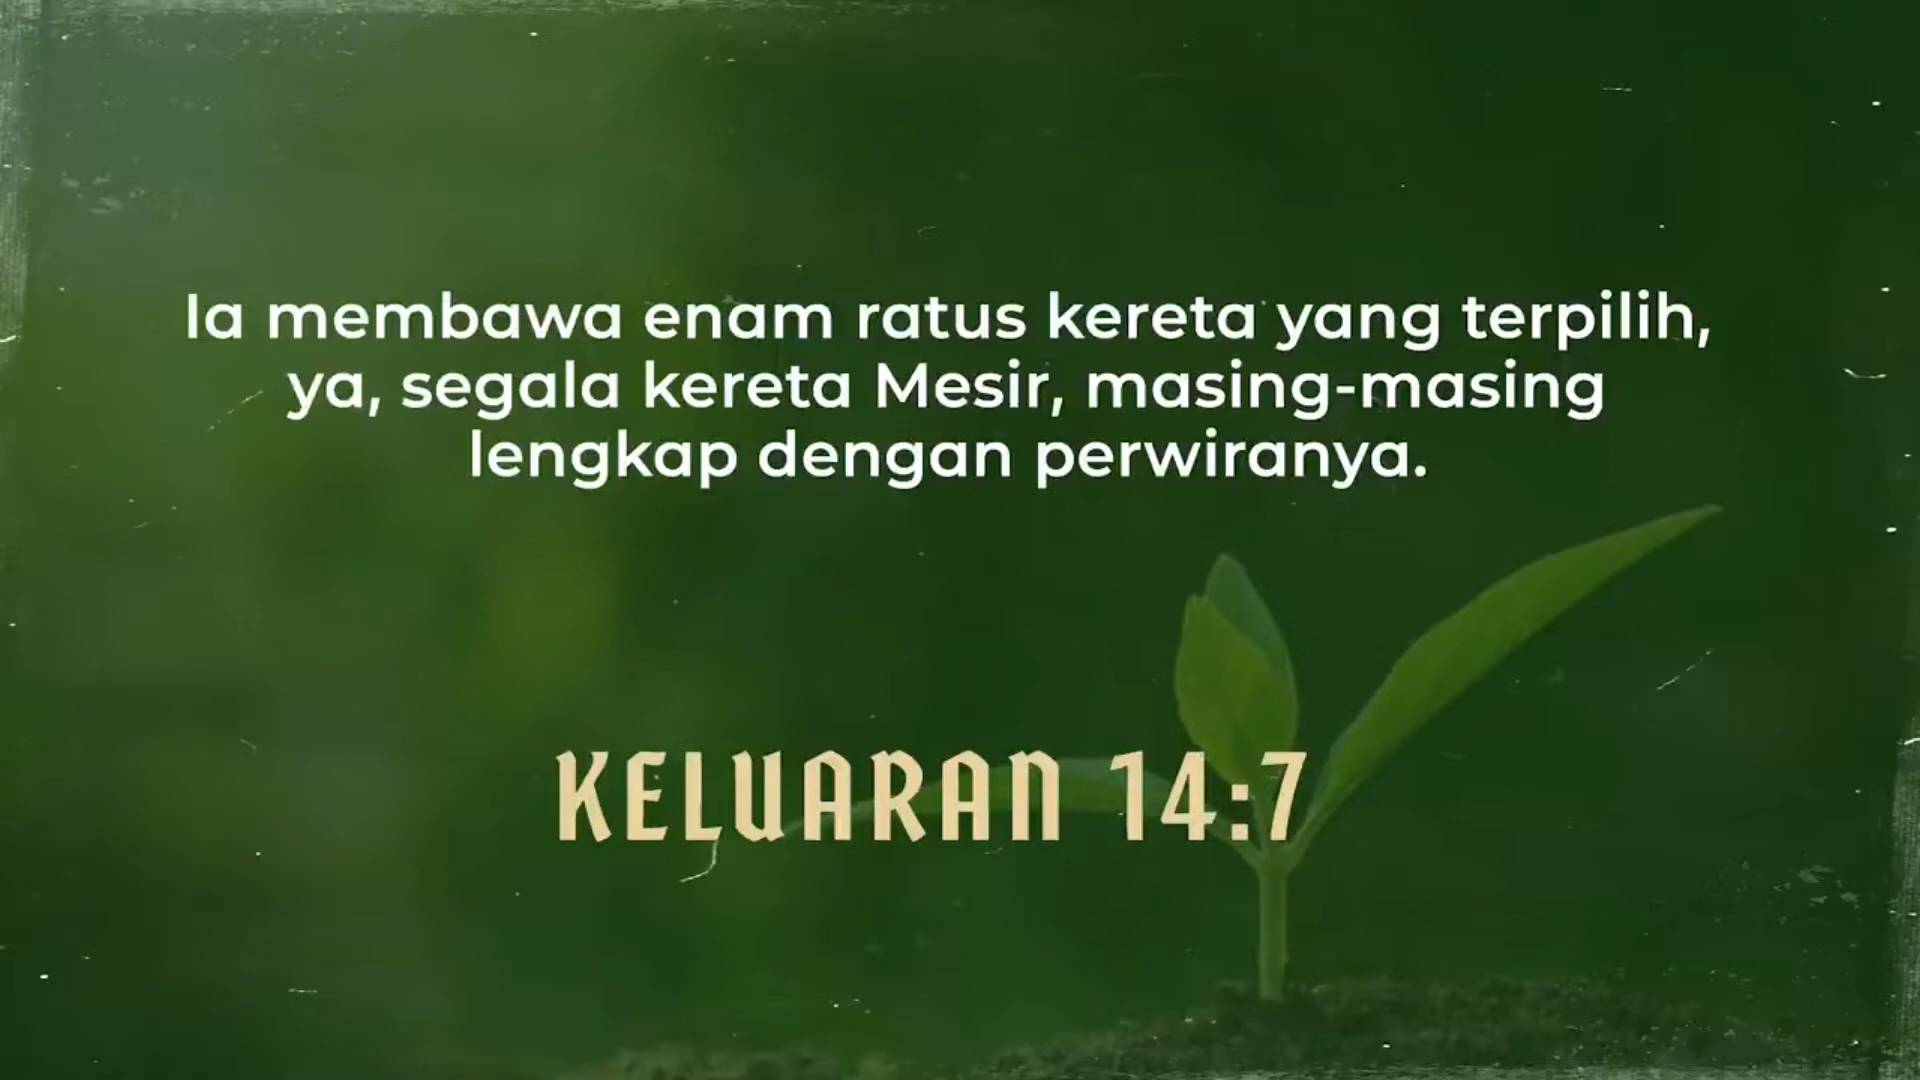 Ia membawa enam ratus kereta yang terpilih,
ya, segala kereta Mesir, masing-masing
lengkap dengan perwiranya.
KELUARAN 14:7